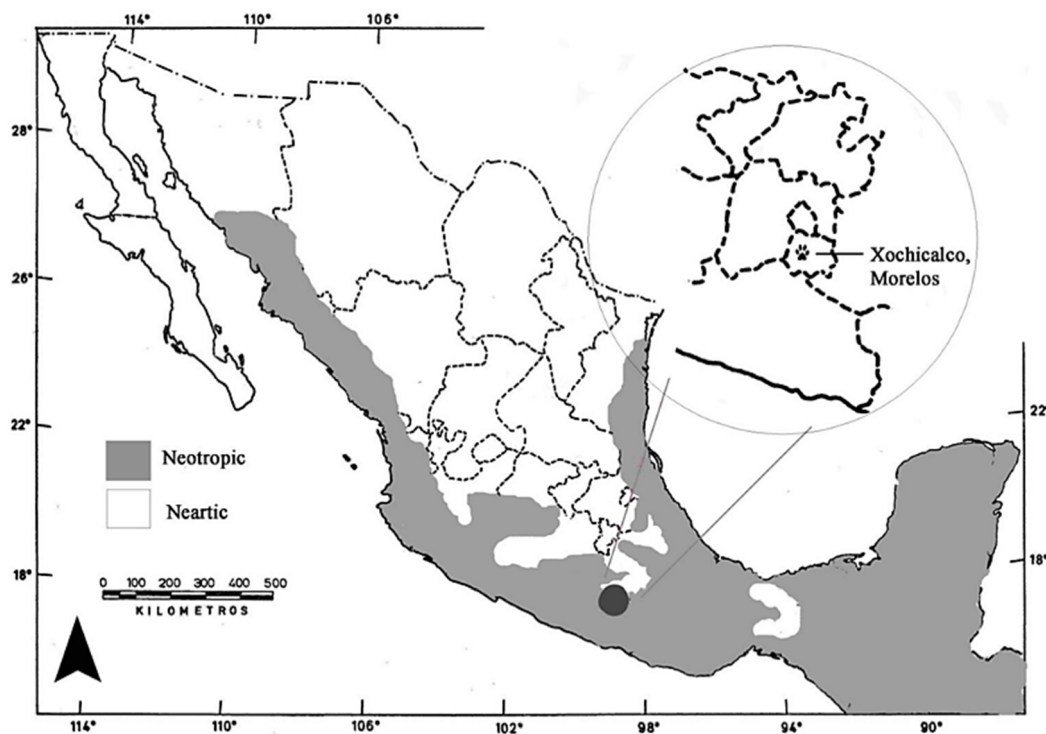 114° 110° 106°
28°
26°
22°
18°
Xochicalco,
Morelos
22°
18°
Neotropic
Neartic
0 100 200 300 400 500
KILOMETROS
114° 110° 106° 102° 98° 94° 90°